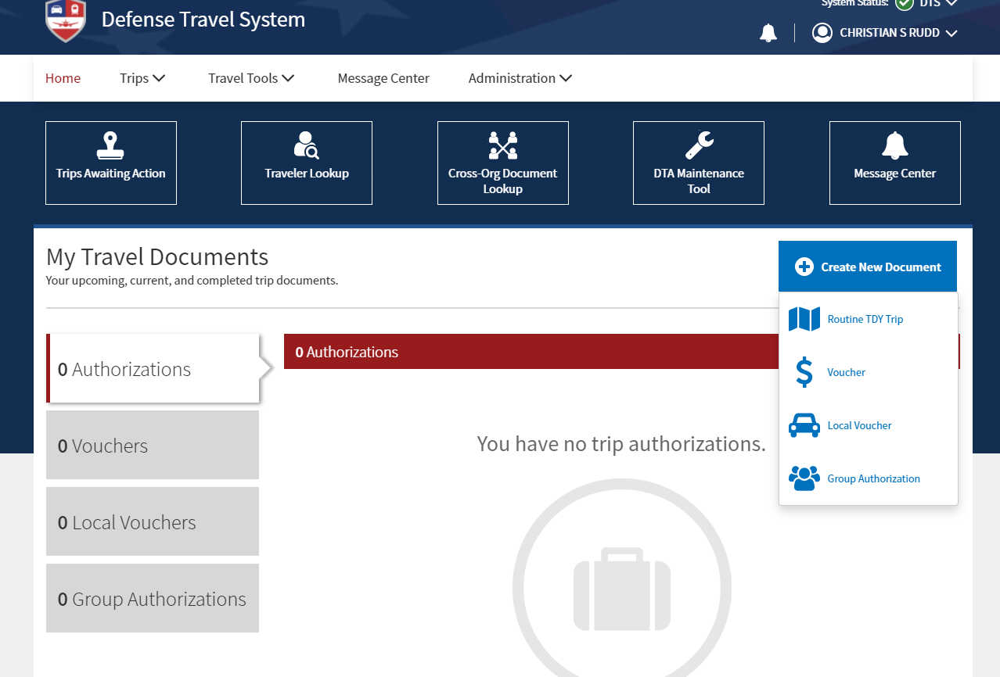 System Status: DTS
Defense Travel System
CHRISTIAN S RUDD
Home Trips Travel Tools Message Center Administration
Trips Awaiting Action
Traveler Lookup
Cross-Org Document
Lookup
DTA Maintenance
Tool
Message Center
My Travel Documents
Your upcoming, current, and completed trip documents.
Create New Document
Routine TDY Trip
Voucher
Local Voucher
Group Authorization
0 Authorizations
0 Vouchers
0 Local Vouchers
0 Group Authorizations
0 Authorizations
You have no trip authorizations.